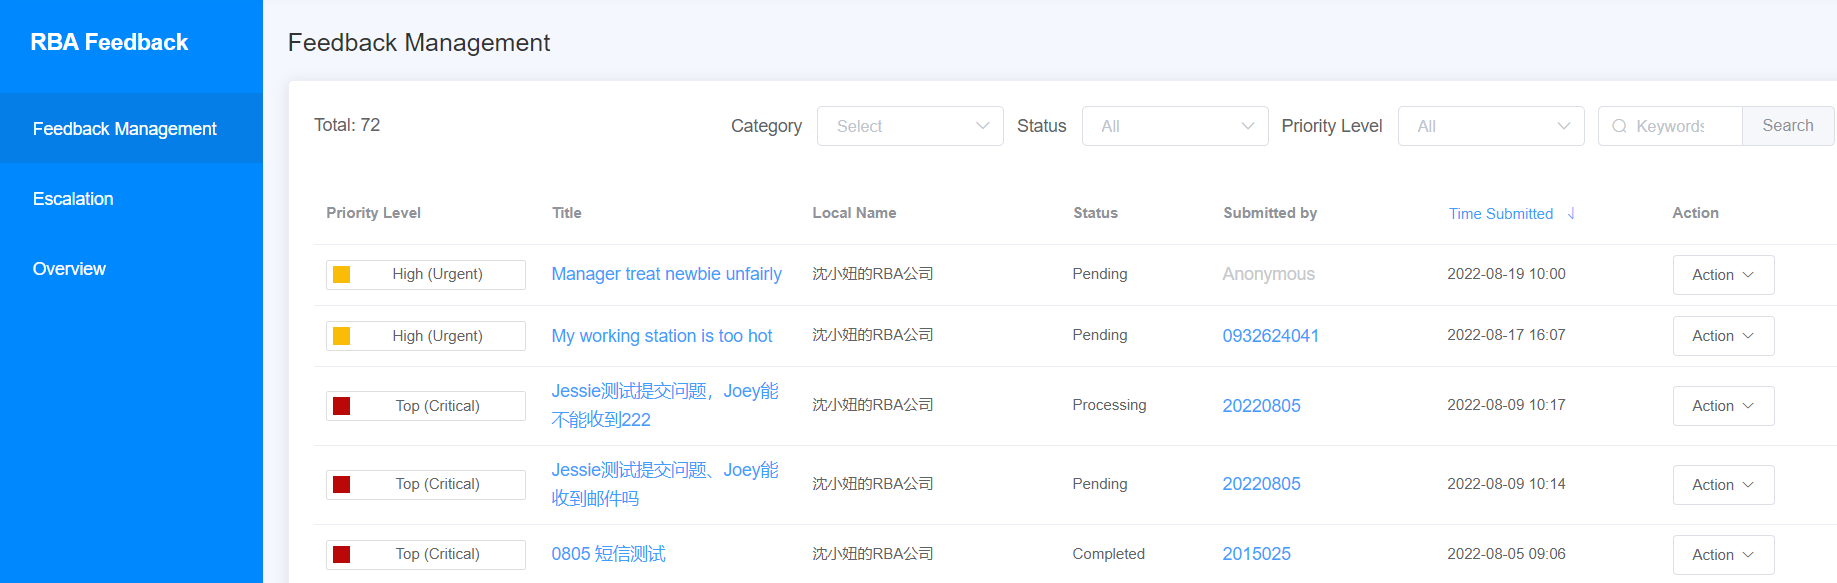 RBA Feedback
Feedback Management
Escalation
Overview
Feedback Management
Total: 72
Category Select Status All Priority Level All Keywords Search
Priority Level Title Local Name Status Submitted by Time Submitted Action
High (Urgent) Manager treat newbie unfairly 沈小妞的RBA公司 Pending Anonymous 2022-08-19 10:00 Action
High (Urgent) My working station is too hot 沈小妞的RBA公司 Pending 0932624041 2022-08-17 16:07 Action
Top (Critical) Jessie测试提交问题，Joey能 沈小妞的RBA公司 Processing 20220805 2022-08-09 10:17 Action
不能收到222
Top (Critical) Jessie测试提交问题、Joey能 沈小妞的RBA公司 Pending 20220805 2022-08-09 10:14 Action
收到邮件吗
Top (Critical) 0805 短信测试 沈小妞的RBA公司 Completed 2015025 2022-08-05 09:06 Action